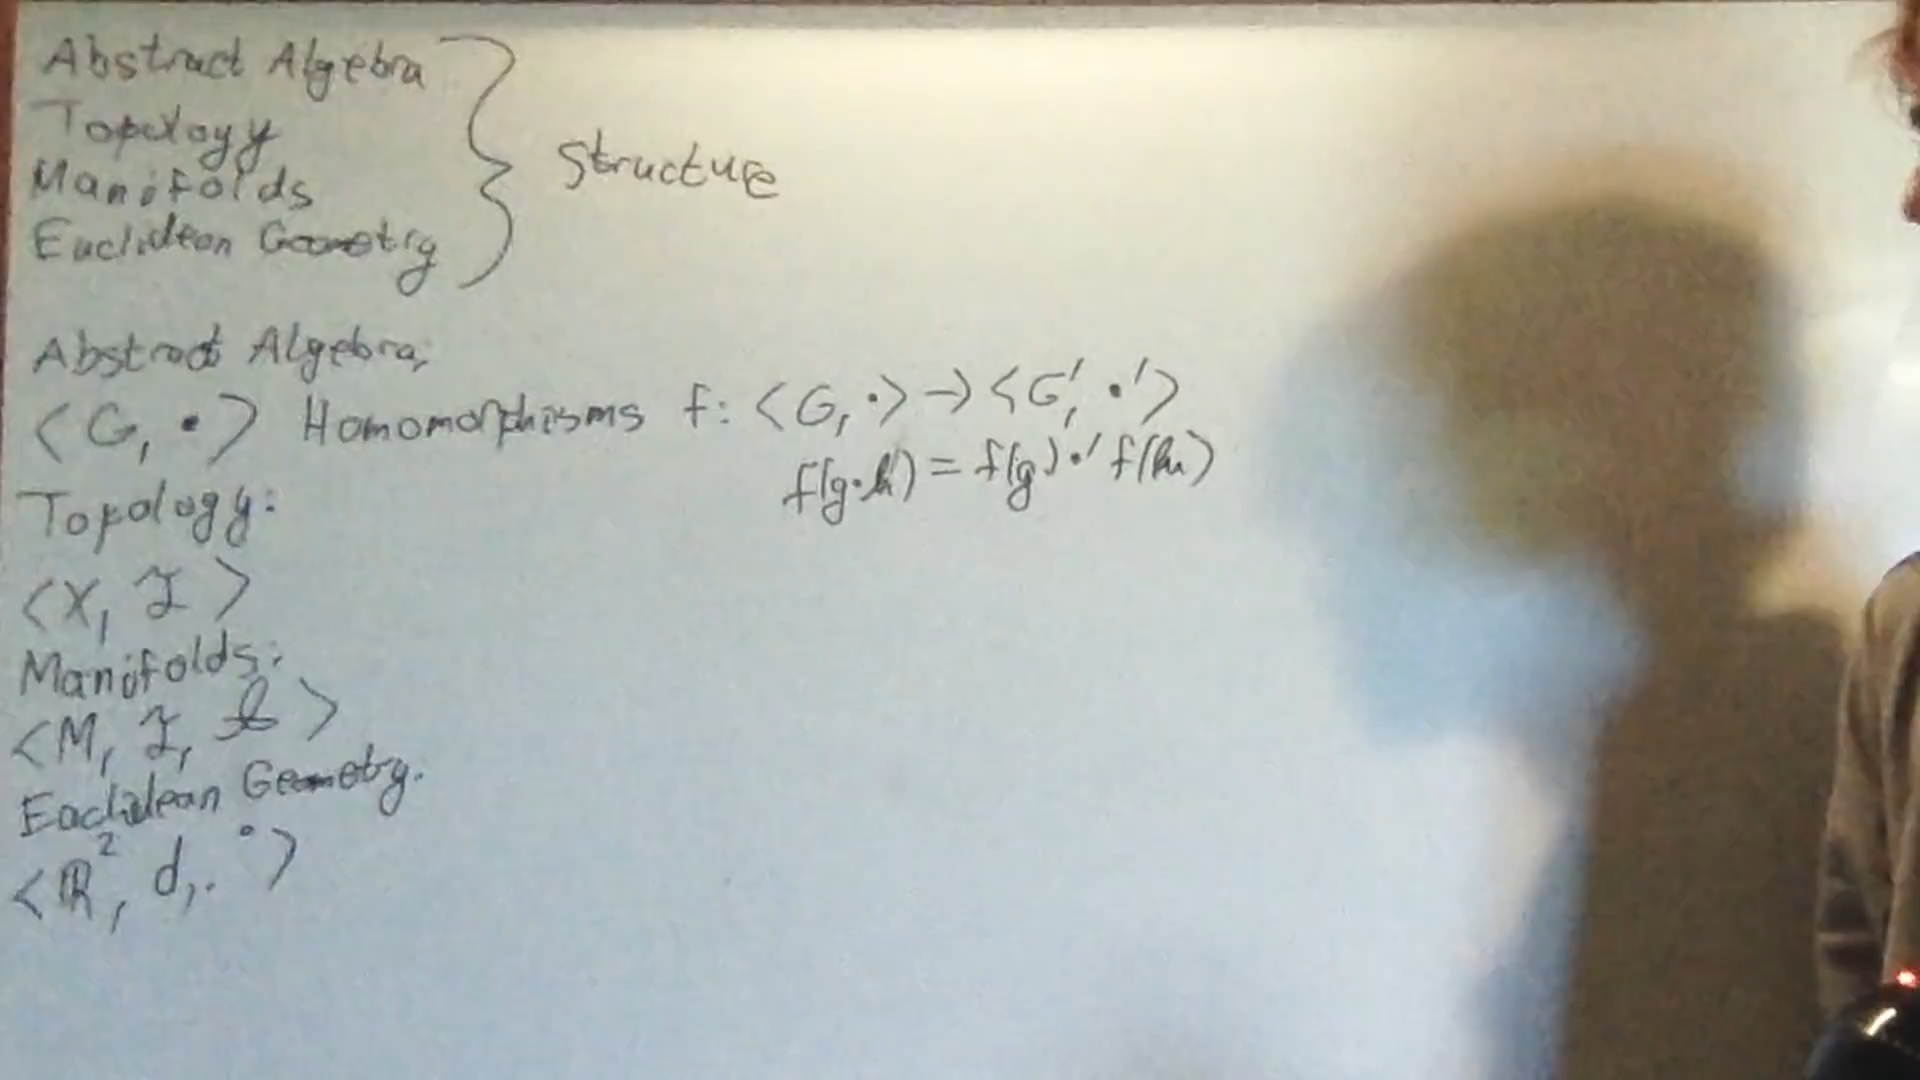 Abstract Algebra
Topology
Manifolds
Euclidean Geometry
} Structure
Abstract Algebra:
<G, •> Homomorphisms f: <G, •> → <G', •'>
f(g•h) = f(g) •' f(h)
Topology:
<X, 𝒯>
Manifolds:
<M, 𝒯, 𝒜>
Euclidean Geometry.
<ℝ², d, . °>